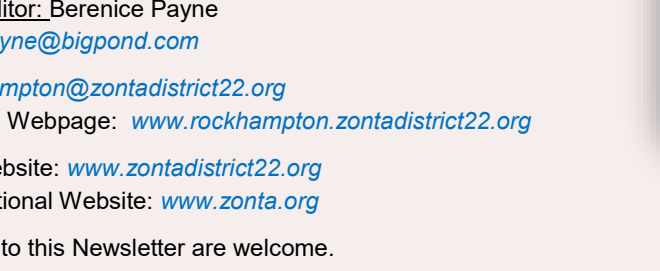 itor: Berenice Payne
yne@bigpond.com
mpton@zontadistrict22.org
Webpage: www.rockhampton.zontadistrict22.org
ebsite: www.zontadistrict22.org
tional Website: www.zonta.org
to this Newsletter are welcome.